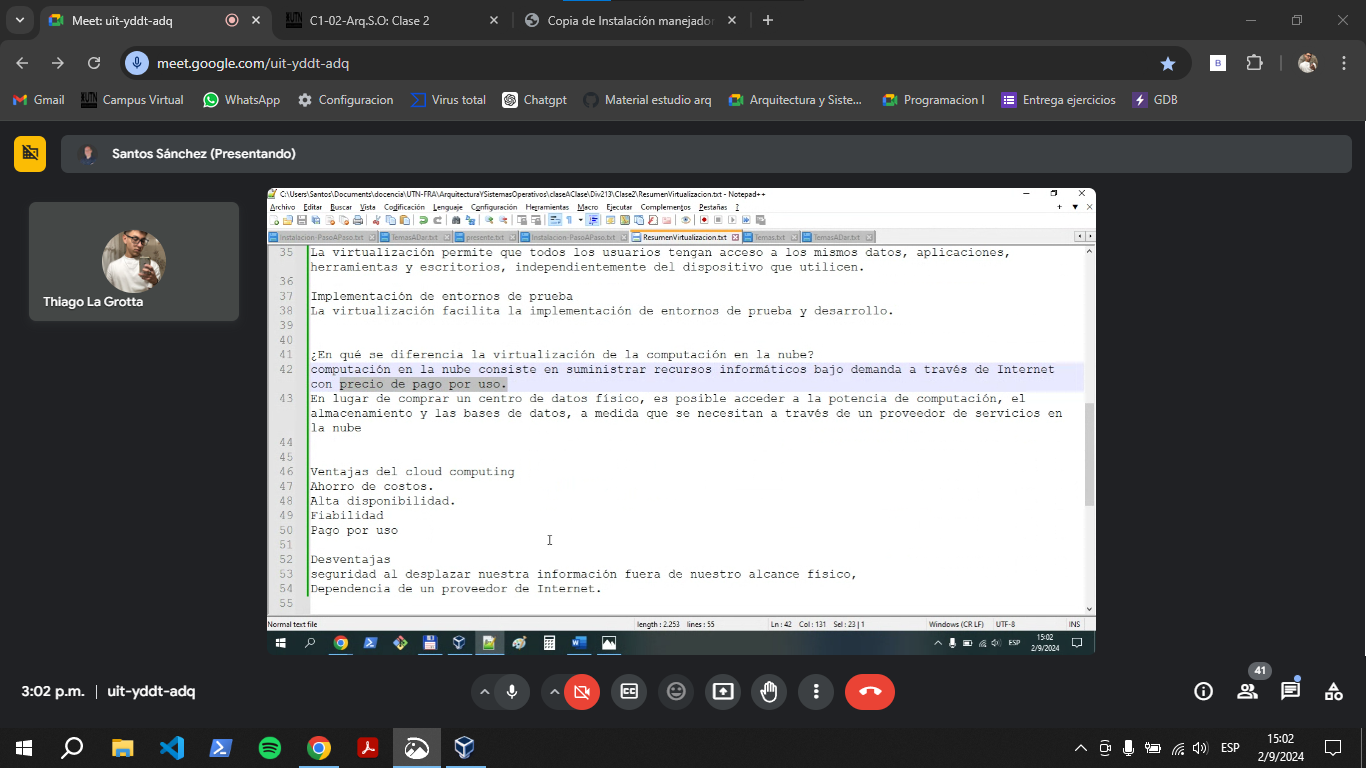 Meet: uit-yddt-adq
C1-02-Arq.S.O: Clase 2
Copia de Instalación manejador
meet.google.com/uit-yddt-adq
B
Gmail
Campus Virtual
WhatsApp
Configuracion
Virus total
Chatgpt
Material estudio arq
Arquitectura y Siste...
Programacion I
Entrega ejercicios
GDB
Santos Sánchez (Presentando)
Thiago La Grotta
C:\Users\Santos\Documents\docencia\UTN-FRA\ArquitecturaYSistemasOperativos\claseAClase\Div213\Clase2\ResumenVirtualizacion.txt - Notepad++
Archivo Editar Buscar Vista Codificación Lenguaje Configuración Herramientas Macro Ejecutar Complementos Pestañas ?
Instalacion-PasoAPaso.txt
TemasADar.txt
presente.txt
Instalacion-PasoAPaso.txt
ResumenVirtualizacion.txt
Temas.txt
TemasADar.txt
35 La virtualización permite que todos los usuarios tengan acceso a los mismos datos, aplicaciones,
herramientas y escritorios, independientemente del dispositivo que utilicen.
36
37 Implementación de entornos de prueba
38 La virtualización facilita la implementación de entornos de prueba y desarrollo.
39
40
41 ¿En qué se diferencia la virtualización de la computación en la nube?
42 computación en la nube consiste en suministrar recursos informáticos bajo demanda a través de Internet
con precio de pago por uso.
43 En lugar de comprar un centro de datos físico, es posible acceder a la potencia de computación, el
almacenamiento y las bases de datos, a medida que se necesitan a través de un proveedor de servicios en
la nube
44
45
46 Ventajas del cloud computing
47 Ahorro de costos.
48 Alta disponibilidad.
49 Fiabilidad
50 Pago por uso
51
52 Desventajas
53 seguridad al desplazar nuestra información fuera de nuestro alcance físico,
54 Dependencia de un proveedor de Internet.
55
Normal text file length : 2.253 lines : 55 Ln : 42 Col : 131 Sel : 23 | 1 Windows (CR LF) UTF-8 INS
ESP
15:02
2/9/2024
3:02 p.m. | uit-yddt-adq
41
ESP
15:02
2/9/2024